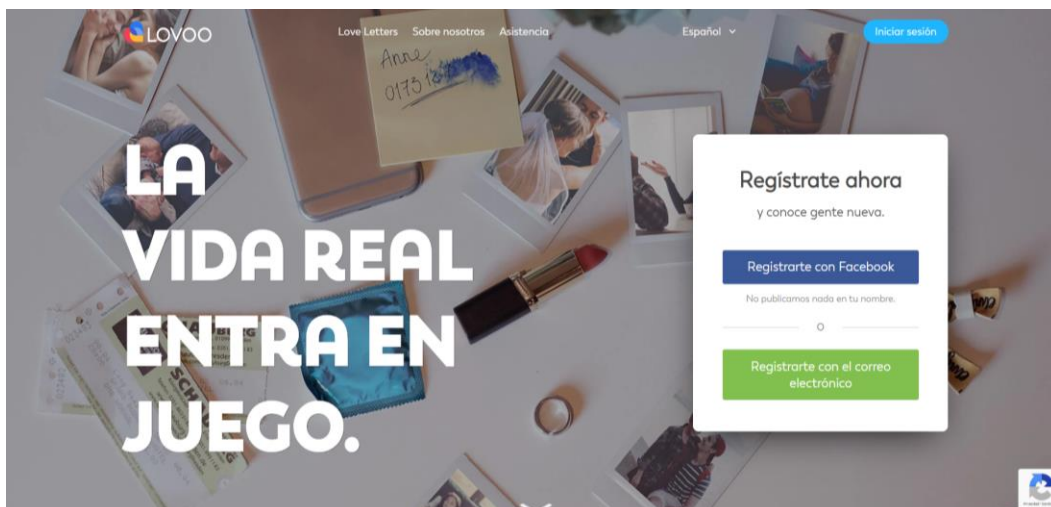 LOVOO
Love Letters Sobre nosotros Asistencia
Español
Iniciar sesión
Anne
LA
VIDA REAL
ENTRA EN
JUEGO.
Regístrate ahora
y conoce gente nueva.
Registrarte con Facebook
No publicamos nada en tu nombre.
O
Registrarte con el correo
electrónico